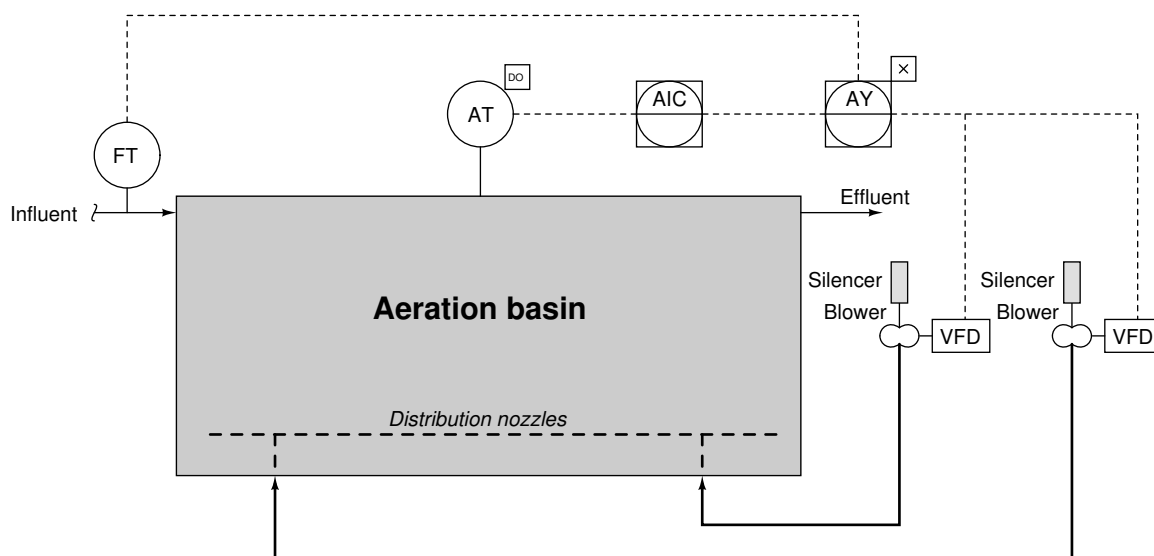 DO
×
AT
AIC
AY
FT
Influent
Effluent
Silencer
Silencer
Aeration basin
Blower
Blower
VFD
VFD
Distribution nozzles